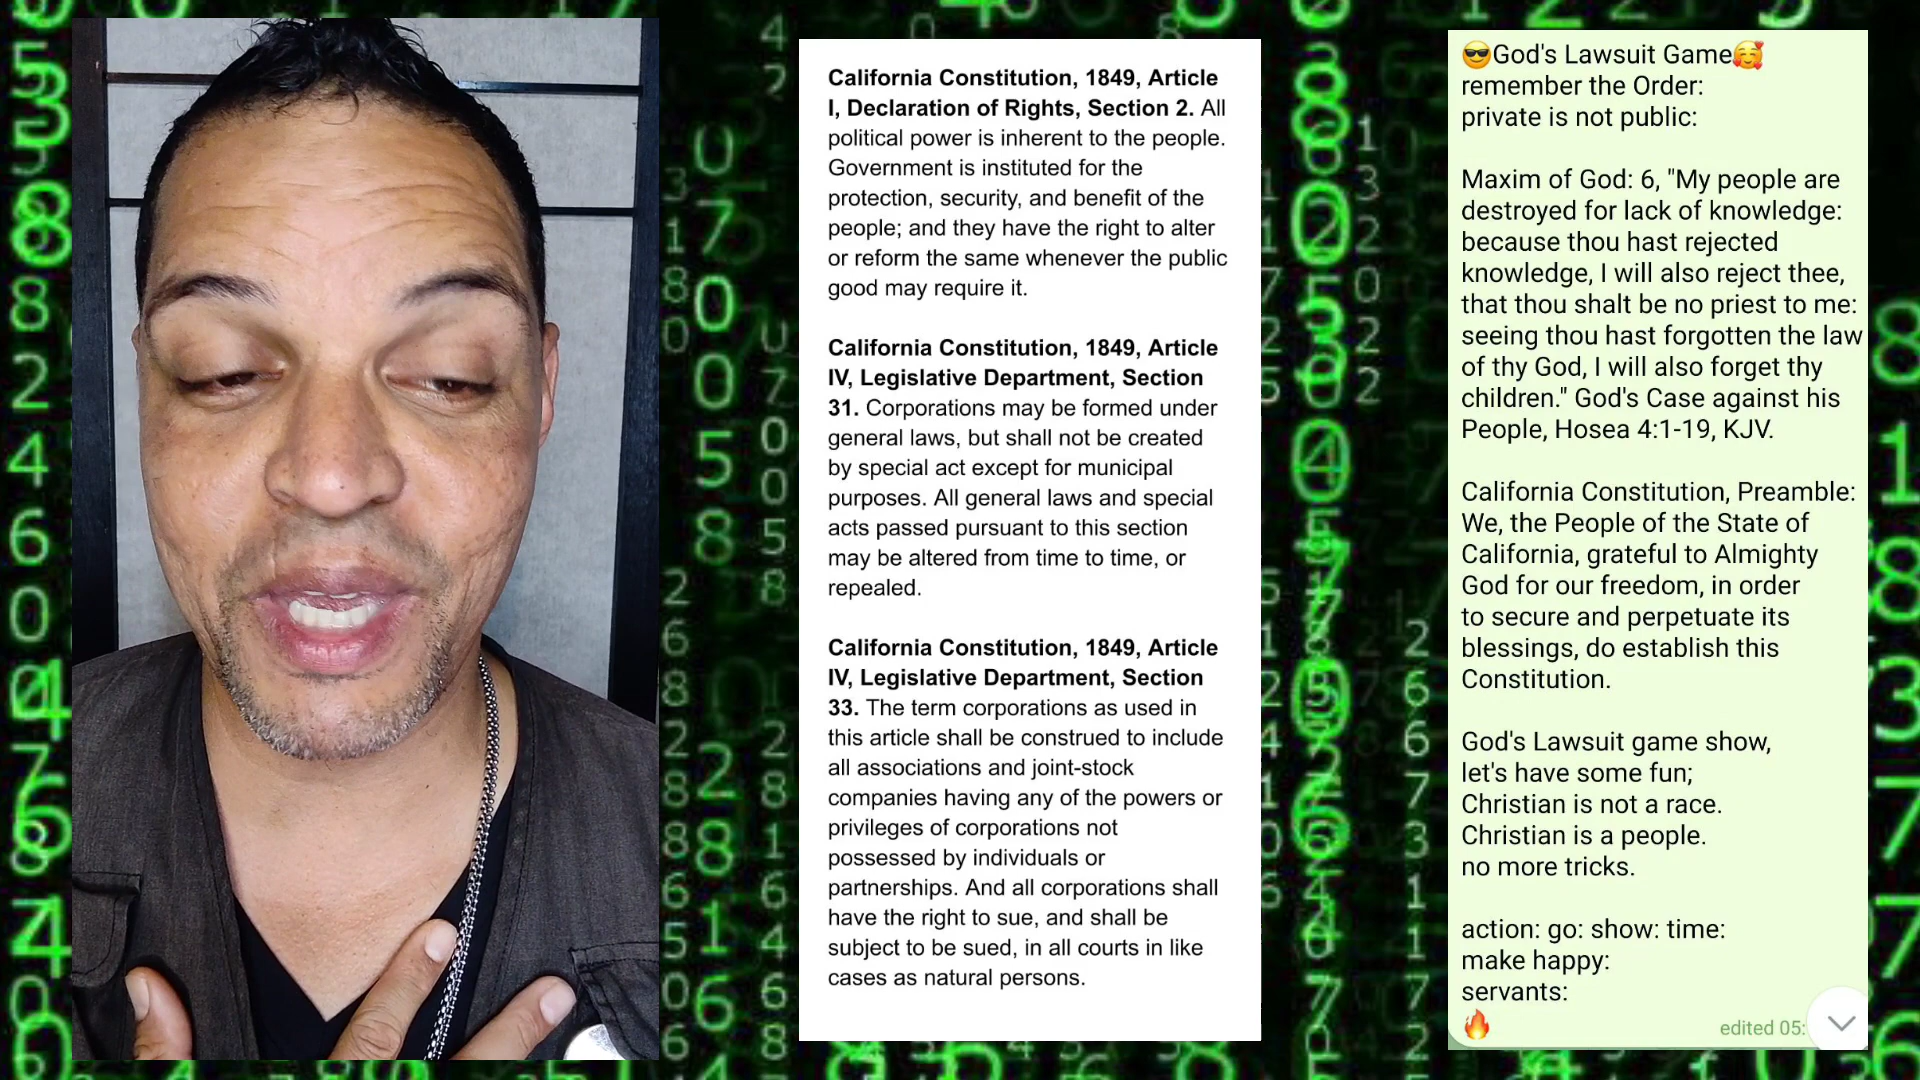 California Constitution, 1849, Article
I, Declaration of Rights, Section 2. All
political power is inherent to the people.
Government is instituted for the
protection, security, and benefit of the
people; and they have the right to alter
or reform the same whenever the public
good may require it.
California Constitution, 1849, Article
IV, Legislative Department, Section
31. Corporations may be formed under
general laws, but shall not be created
by special act except for municipal
purposes. All general laws and special
acts passed pursuant to this section
may be altered from time to time, or
repealed.
California Constitution, 1849, Article
IV, Legislative Department, Section
33. The term corporations as used in
this article shall be construed to include
all associations and joint-stock
companies having any of the powers or
privileges of corporations not
possessed by individuals or
partnerships. And all corporations shall
have the right to sue, and shall be
subject to be sued, in all courts in like
cases as natural persons.
😎God's Lawsuit Game🥰
remember the Order:
private is not public:
Maxim of God: 6, "My people are
destroyed for lack of knowledge:
because thou hast rejected
knowledge, I will also reject thee,
that thou shalt be no priest to me:
seeing thou hast forgotten the law
of thy God, I will also forget thy
children." God's Case against his
People, Hosea 4:1-19, KJV.
California Constitution, Preamble:
We, the People of the State of
California, grateful to Almighty
God for our freedom, in order
to secure and perpetuate its
blessings, do establish this
Constitution.
God's Lawsuit game show,
let's have some fun;
Christian is not a race.
Christian is a people.
no more tricks.
action: go: show: time:
make happy:
servants:
🔥
edited 05: